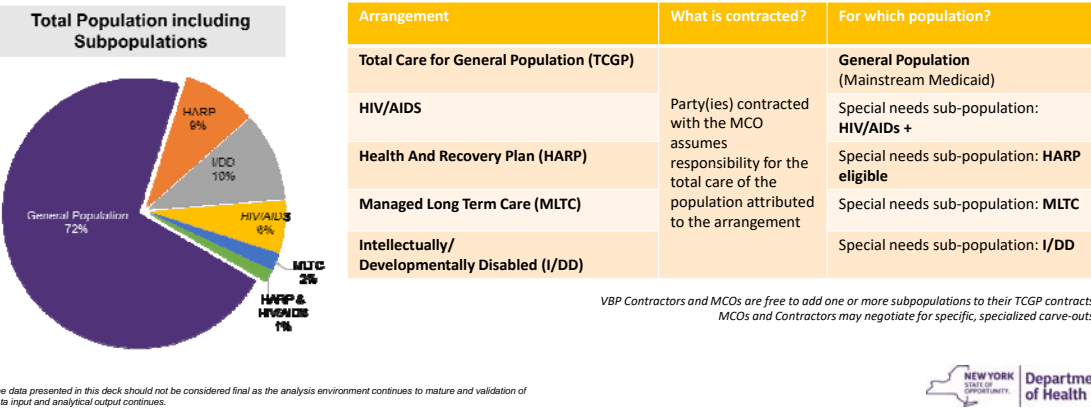 Total Population including
Subpopulations
HARP
9%
I/DD
10%
General Population
72%
HIV/AIDS
6%
MLTC
2%
HARP &
HIV/AIDS
1%
Arrangement
What is contracted?
For which population?
Total Care for General Population (TCGP)
Party(ies) contracted
with the MCO
assumes
responsibility for the
total care of the
population attributed
to the arrangement
General Population
(Mainstream Medicaid)
HIV/AIDS
Special needs sub-population:
HIV/AIDs +
Health And Recovery Plan (HARP)
Special needs sub-population: HARP
eligible
Managed Long Term Care (MLTC)
Special needs sub-population: MLTC
Intellectually/
Developmentally Disabled (I/DD)
Special needs sub-population: I/DD
VBP Contractors and MCOs are free to add one or more subpopulations to their TCGP contracts
MCOs and Contractors may negotiate for specific, specialized carve-outs
data presented in this deck should not be considered final as the analysis environment continues to mature and validation of
input and analytical output continues.
NEW YORK
STATE OF
OPPORTUNITY.
Departme
of Health